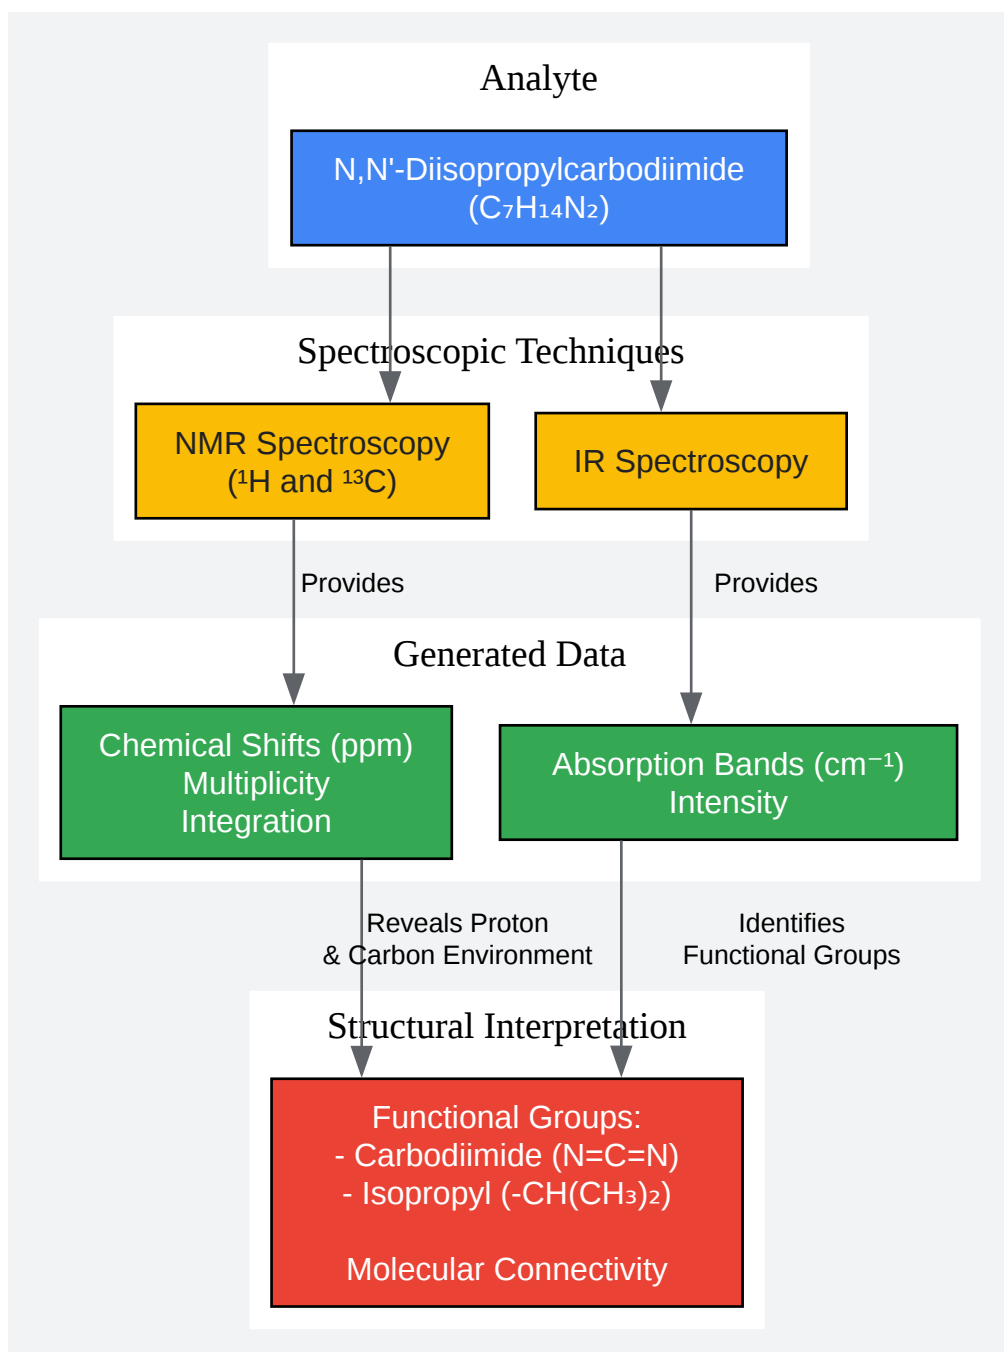 Analyte
N,N'-Diisopropylcarbodiimide
(C₇H₁₄N₂)
Spectroscopic Techniques
NMR Spectroscopy
(¹H and ¹³C)
IR Spectroscopy
Provides
Provides
Generated Data
Chemical Shifts (ppm)
Multiplicity
Integration
Absorption Bands (cm⁻¹)
Intensity
Reveals Proton
& Carbon Environment
Identifies
Functional Groups
Structural Interpretation
Functional Groups:
- Carbodiimide (N=C=N)
- Isopropyl (-CH(CH₃)₂)
Molecular Connectivity